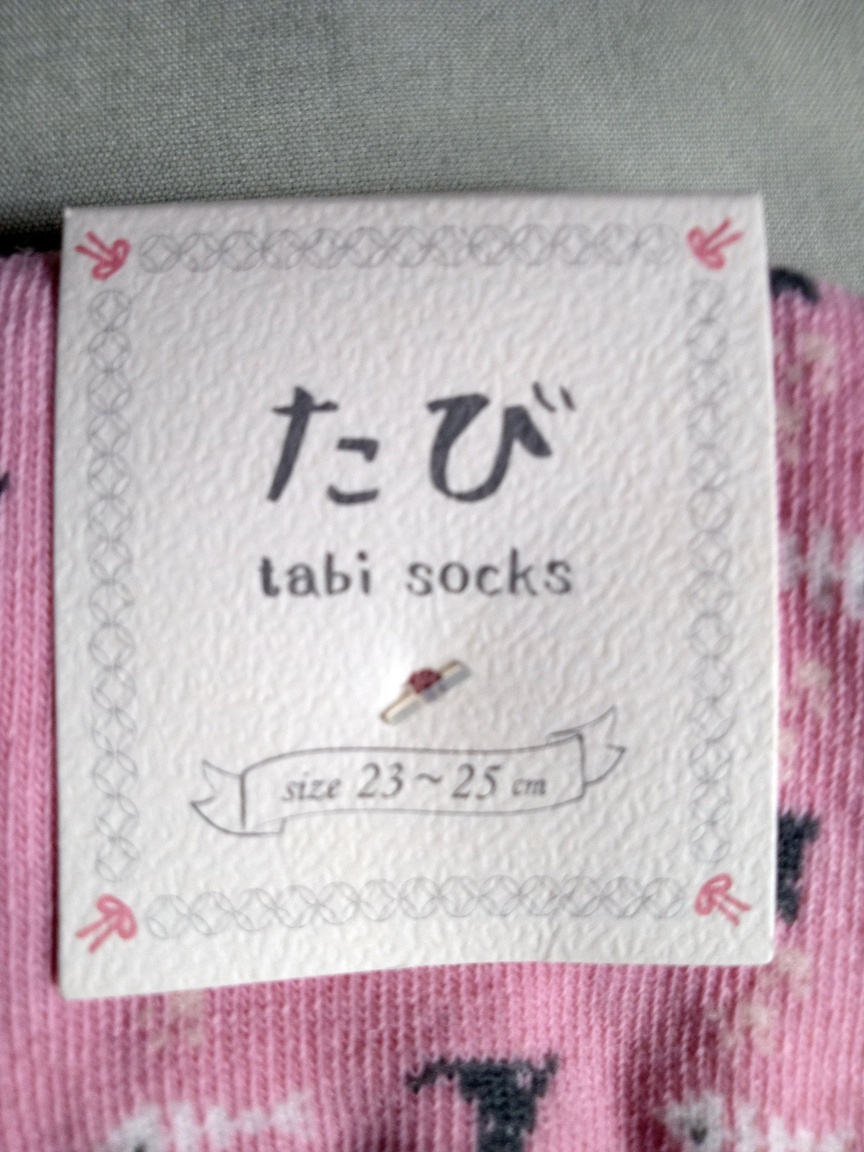 たび
tabi socks
size 23~25 cm